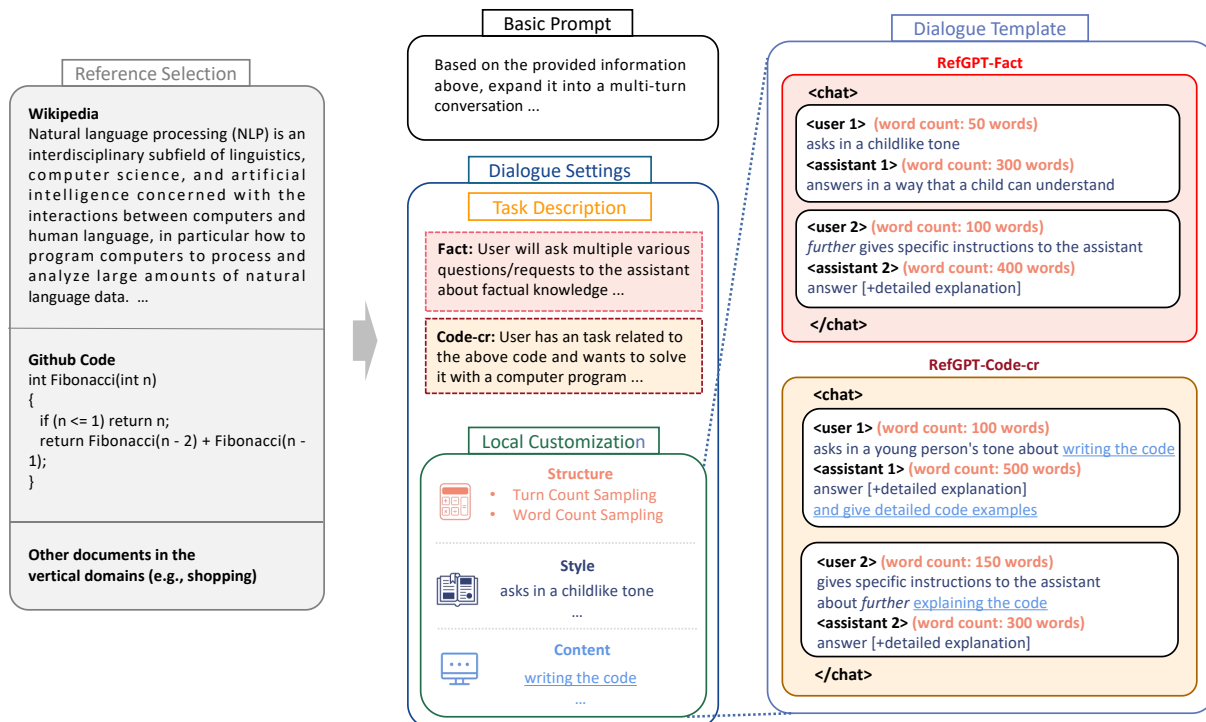 Reference Selection
Wikipedia
Natural language processing (NLP) is an
interdisciplinary subfield of linguistics,
computer science, and artificial
intelligence concerned with the
interactions between computers and
human language, in particular how to
program computers to process and
analyze large amounts of natural
language data. ...
Github Code
int Fibonacci(int n)
{
if (n <= 1) return n;
return Fibonacci(n - 2) + Fibonacci(n -
1);
}
Other documents in the
vertical domains (e.g., shopping)
Basic Prompt
Based on the provided information
above, expand it into a multi-turn
conversation ...
Dialogue Settings
Task Description
Fact: User will ask multiple various
questions/requests to the assistant
about factual knowledge ...
Code-cr: User has an task related to
the above code and wants to solve
it with a computer program ...
Local Customization
Structure
• Turn Count Sampling
• Word Count Sampling
Style
asks in a childlike tone
...
Content
writing the code
...
Dialogue Template
RefGPT-Fact
<chat>
<user 1> (word count: 50 words)
asks in a childlike tone
<assistant 1> (word count: 300 words)
answers in a way that a child can understand
<user 2> (word count: 100 words)
further gives specific instructions to the assistant
<assistant 2> (word count: 400 words)
answer [+detailed explanation]
</chat>
RefGPT-Code-cr
<chat>
<user 1> (word count: 100 words)
asks in a young person's tone about writing the code
<assistant 1> (word count: 500 words)
answer [+detailed explanation]
and give detailed code examples
<user 2> (word count: 150 words)
gives specific instructions to the assistant
about further explaining the code
<assistant 2> (word count: 300 words)
answer [+detailed explanation]
</chat>